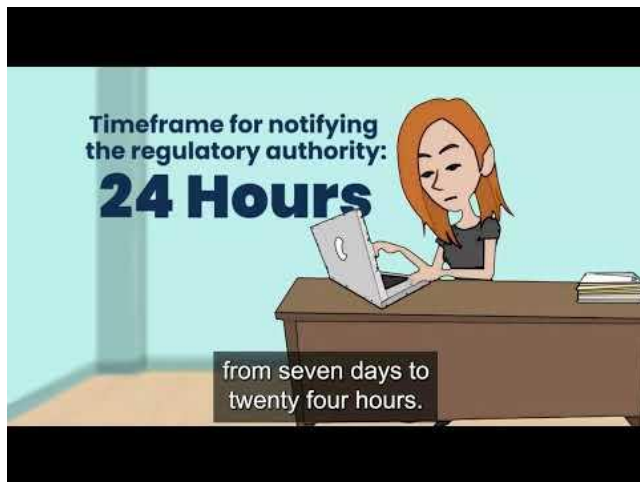 Timeframe for notifying
the regulatory authority:
24 Hours
from seven days to
twenty four hours.